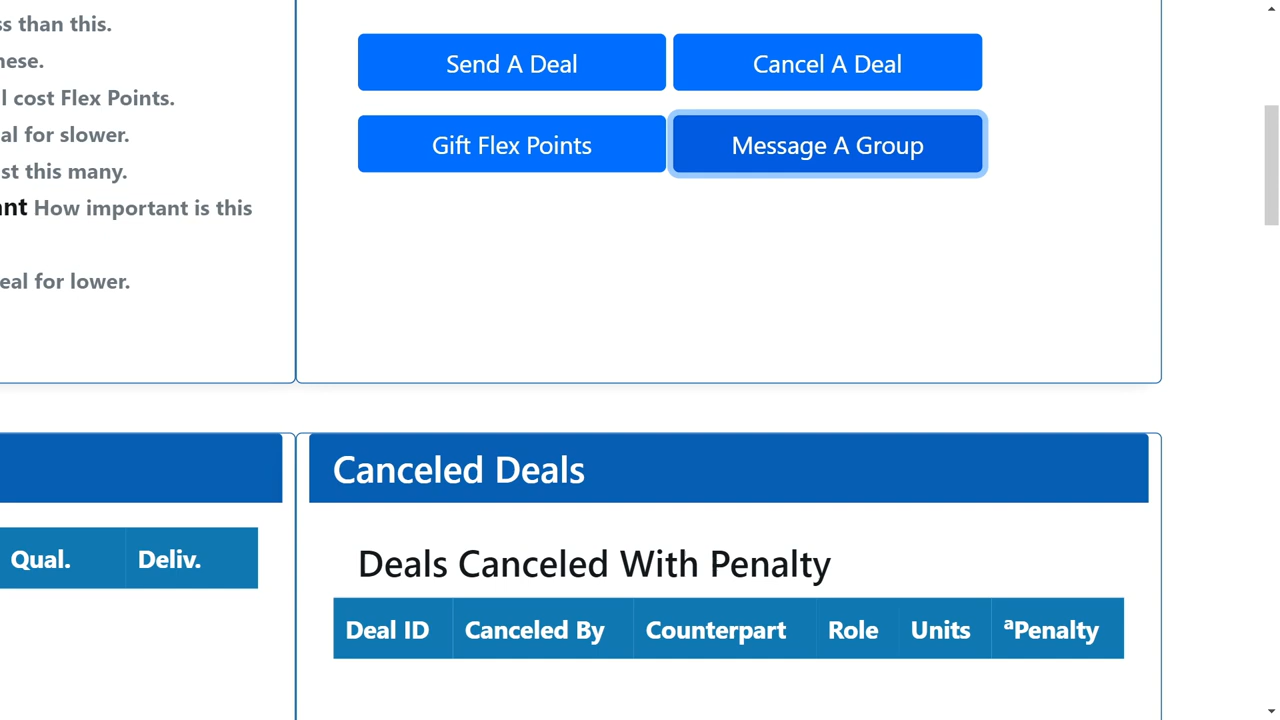 ss than this.
nese.
l cost Flex Points.
al for slower.
st this many.
ant How important is this
eal for lower.
Send A Deal
Cancel A Deal
Gift Flex Points
Message A Group
Qual.
Deliv.
Canceled Deals
Deals Canceled With Penalty
Deal ID
Canceled By
Counterpart
Role
Units
ᵃPenalty